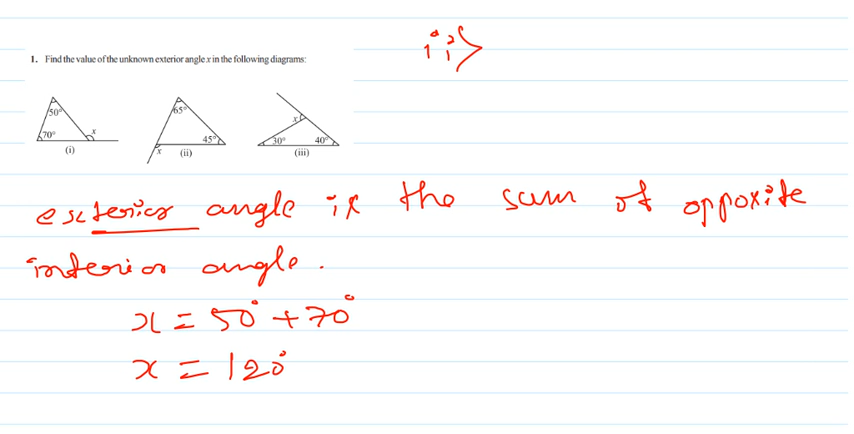 ii>
1. Find the value of the unknown exterior angle x in the following diagrams:
50°
70°
x
(i)
65°
45°
x
(ii)
x
30°
40°
(iii)
exterior angle is the sum of opposite
interior angle.
x = 50° + 70°
x = 120°